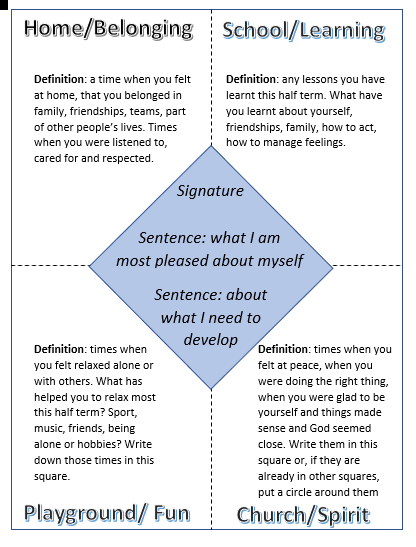 Home/Belonging
Definition: a time when you felt
at home, that you belonged in
family, friendships, teams, part
of other people's lives. Times
when you were listened to,
cared for and respected.
School/Learning
Definition: any lessons you have
learnt this half term. What have
you learnt about yourself,
friendships, family, how to act,
how to manage feelings.
Signature
Sentence: what I am
most pleased about myself
Sentence: about
what I need to
develop
Definition: times when
you felt relaxed alone or
with others. What has
helped you to relax most
this half term? Sport,
music, friends, being
alone or hobbies? Write
down those times in this
square.
Playground/ Fun
Definition: times when you
felt at peace, when you
were doing the right thing,
when you were glad to be
yourself and things made
sense and God seemed
close. Write them in this
square or, if they are
already in other squares,
put a circle around them
Church/Spirit